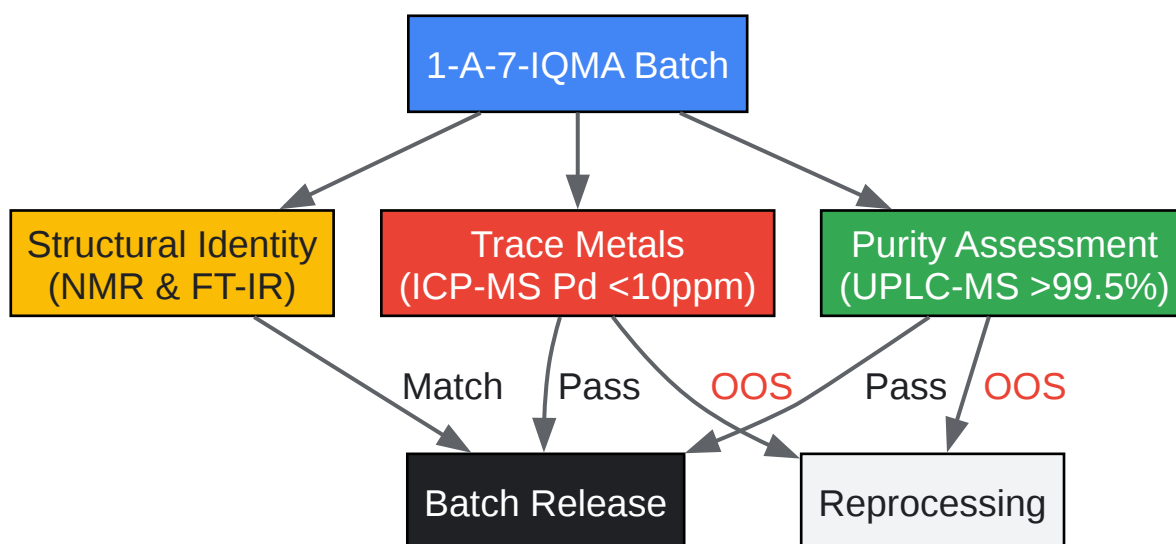 1-A-7-IQMA Batch
Structural Identity
(NMR & FT-IR)
Trace Metals
(ICP-MS Pd <10ppm)
Purity Assessment
(UPLC-MS >99.5%)
Match
Pass
OOS
Pass
OOS
Batch Release
Reprocessing